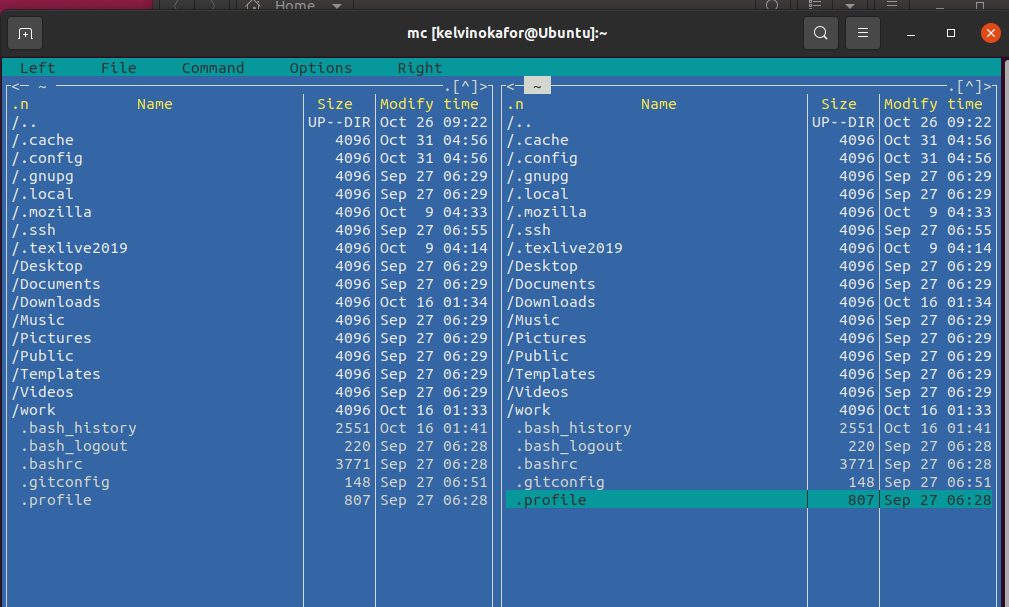 Home
mc [kelvinokafor@Ubuntu]:~
Left File Command Options Right
<─ ~ .[^]>
.n Name Size Modify time
/.. UP--DIR Oct 26 09:22
/.cache 4096 Oct 31 04:56
/.config 4096 Oct 31 04:56
/.gnupg 4096 Sep 27 06:29
/.local 4096 Sep 27 06:29
/.mozilla 4096 Oct 9 04:33
/.ssh 4096 Sep 27 06:55
/.texlive2019 4096 Oct 9 04:14
/Desktop 4096 Sep 27 06:29
/Documents 4096 Sep 27 06:29
/Downloads 4096 Oct 16 01:34
/Music 4096 Sep 27 06:29
/Pictures 4096 Sep 27 06:29
/Public 4096 Sep 27 06:29
/Templates 4096 Sep 27 06:29
/Videos 4096 Sep 27 06:29
/work 4096 Oct 16 01:33
.bash_history 2551 Oct 16 01:41
.bash_logout 220 Sep 27 06:28
.bashrc 3771 Sep 27 06:28
.gitconfig 148 Sep 27 06:51
.profile 807 Sep 27 06:28
<─ ~ .[^]>
.n Name Size Modify time
/.. UP--DIR Oct 26 09:22
/.cache 4096 Oct 31 04:56
/.config 4096 Oct 31 04:56
/.gnupg 4096 Sep 27 06:29
/.local 4096 Sep 27 06:29
/.mozilla 4096 Oct 9 04:33
/.ssh 4096 Sep 27 06:55
/.texlive2019 4096 Oct 9 04:14
/Desktop 4096 Sep 27 06:29
/Documents 4096 Sep 27 06:29
/Downloads 4096 Oct 16 01:34
/Music 4096 Sep 27 06:29
/Pictures 4096 Sep 27 06:29
/Public 4096 Sep 27 06:29
/Templates 4096 Sep 27 06:29
/Videos 4096 Sep 27 06:29
/work 4096 Oct 16 01:33
.bash_history 2551 Oct 16 01:41
.bash_logout 220 Sep 27 06:28
.bashrc 3771 Sep 27 06:28
.gitconfig 148 Sep 27 06:51
.profile 807 Sep 27 06:28